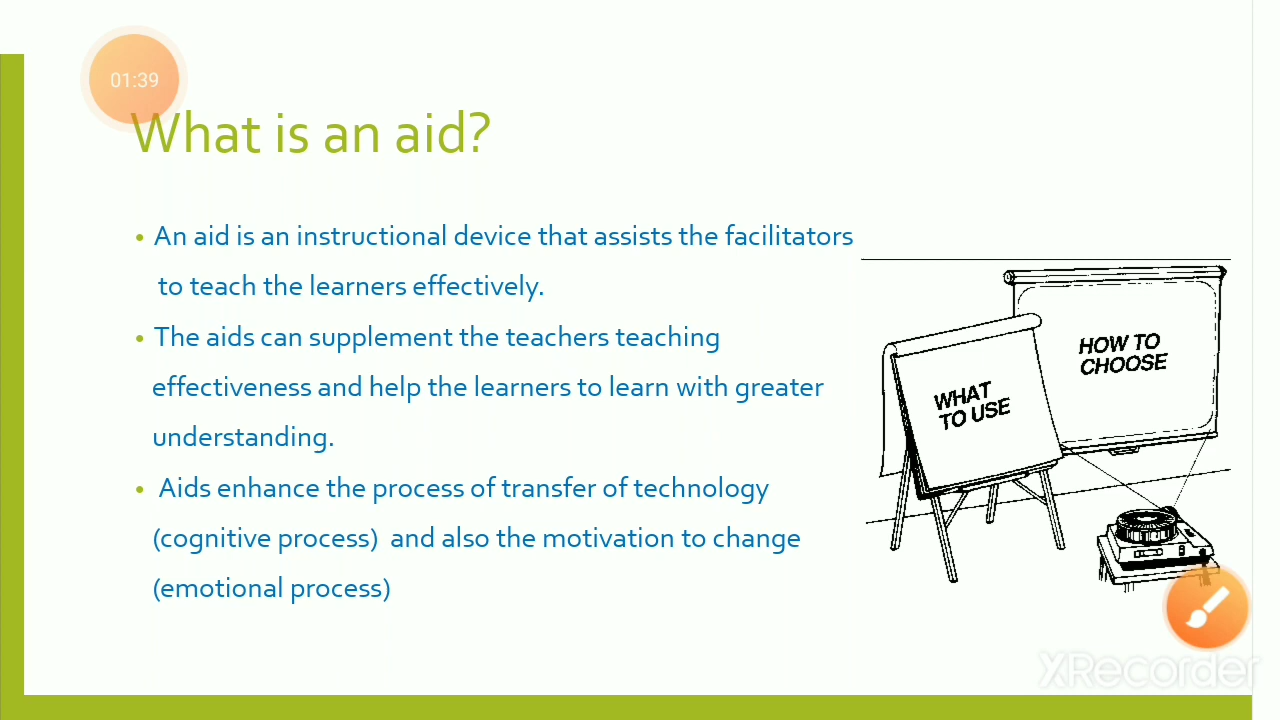 01:39
What is an aid?
• An aid is an instructional device that assists the facilitators
to teach the learners effectively.
• The aids can supplement the teachers teaching
effectiveness and help the learners to learn with greater
understanding.
• Aids enhance the process of transfer of technology
(cognitive process) and also the motivation to change
(emotional process)
HOW TO
CHOOSE
WHAT
TO USE
XRecorder